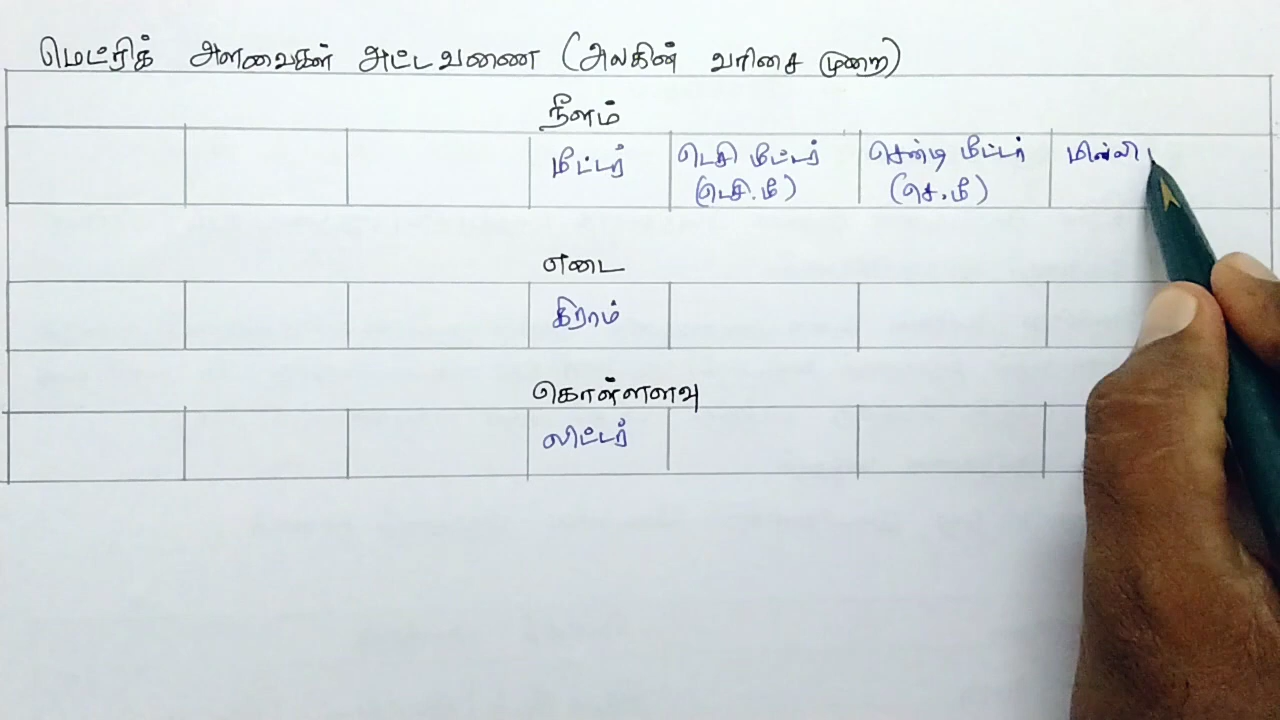 மெட்ரிக் அளவைகள் அட்டவணை (அலகின் வரிசை முறை)
நீளம்
மீட்டர் டெசி மீட்டர் சென்டி மீட்டர் மில்லி
(டெசி.மீ) (செ.மீ)
எடை
கிராம்
கொள்ளளவு
லிட்டர்